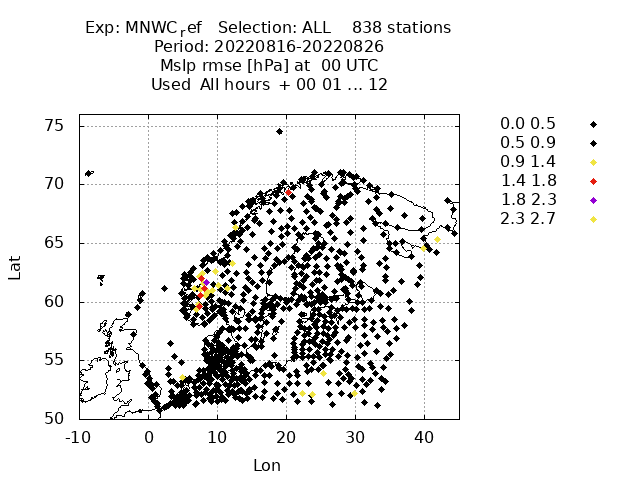 Exp: MNWC_ref   Selection: ALL    838 stations
Period: 20220816-20220826
Mslp rmse [hPa] at  00 UTC
Used  All hours  + 00 01 ... 12
0.0 0.5
0.5 0.9
0.9 1.4
1.4 1.8
1.8 2.3
2.3 2.7
75
70
65
60
55
50
Lat
-10 0 10 20 30 40
Lon